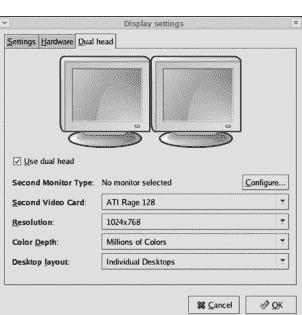 Display settings
Settings Hardware Dual head
Use dual head
Second Monitor Type: No monitor selected Configure...
Second Video Card: ATI Rage 128
Resolution: 1024x768
Color Depth: Millions of Colors
Desktop layout: Individual Desktops
Cancel OK